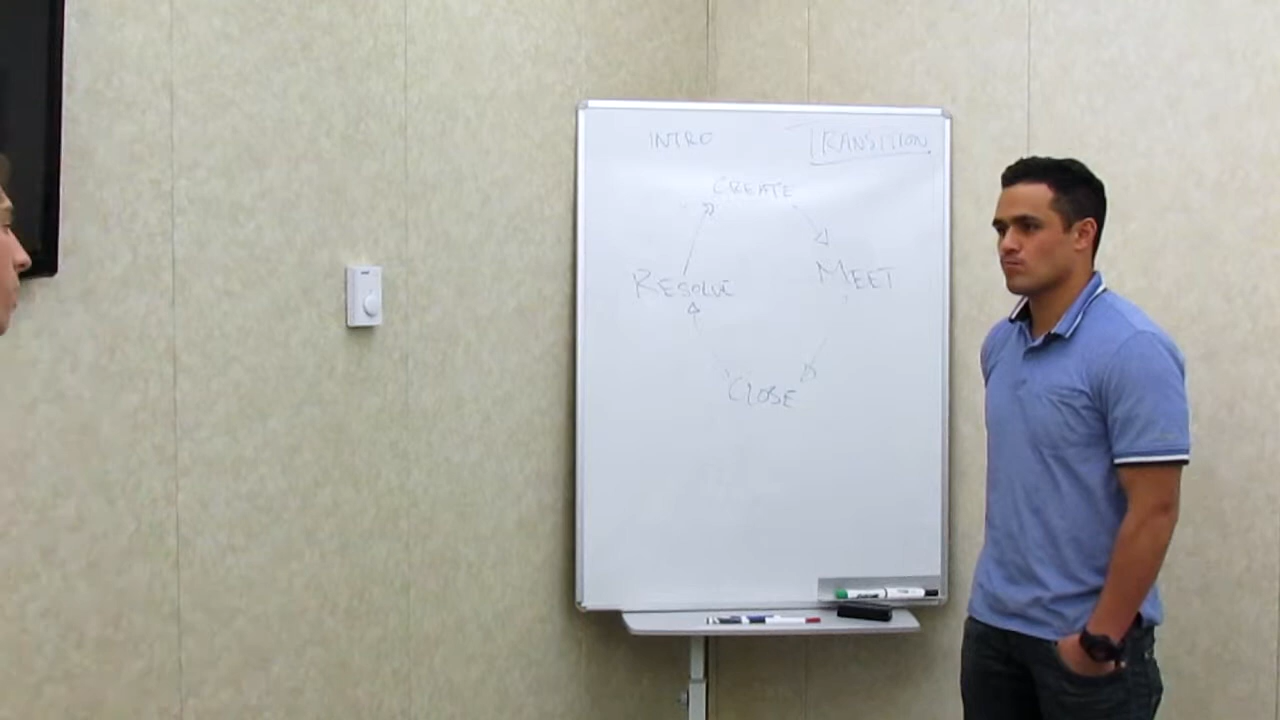 INTRO
TRANSITION
CREATE
MEET
RESOLVE
CLOSE